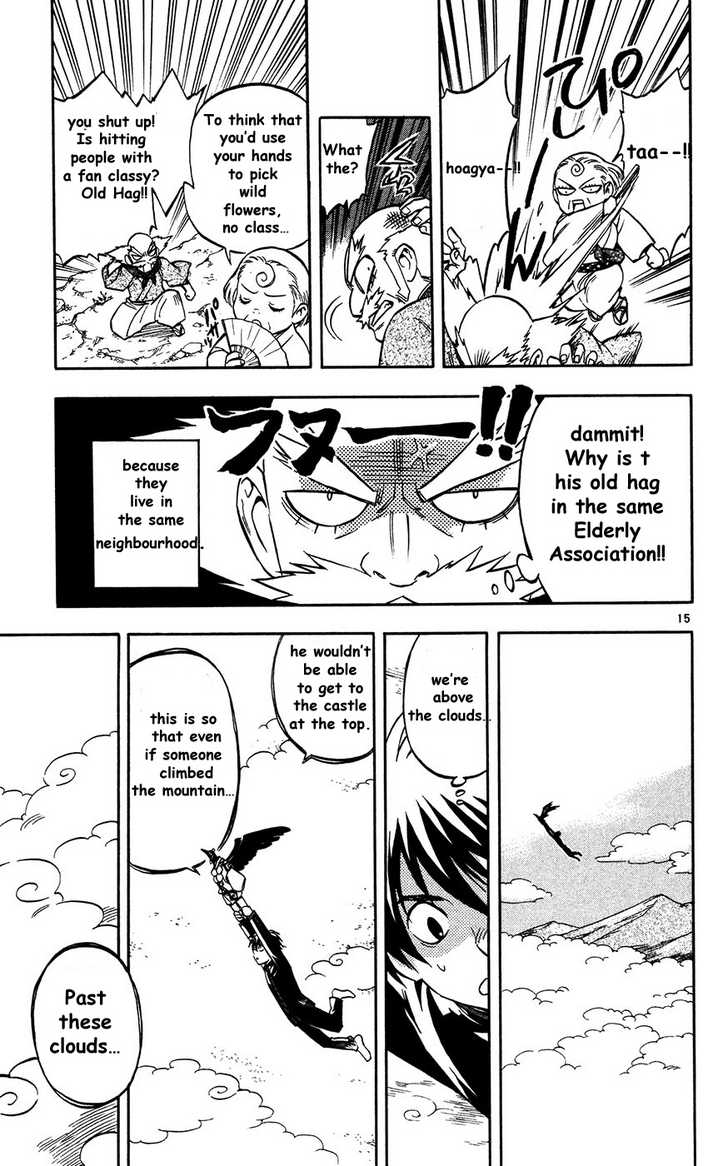 taa--!!
ぴ
hoagya--!!
What
the?
To think that
you'd use
your hands
to pick
wild
flowers,
no class...
you shut up!
Is hitting
people with
a fan classy?
Old Hag!!
dammit!
Why is t
his old hag
in the same
Elderly
Association!!
フヌー!!
because
they
live in
the same
neighbourhood.
15
we're
above
the clouds...
he wouldn't
be able
to get to
the castle
at the top.
this is so
that even
if someone
climbed
the mountain...
Past
these
clouds...